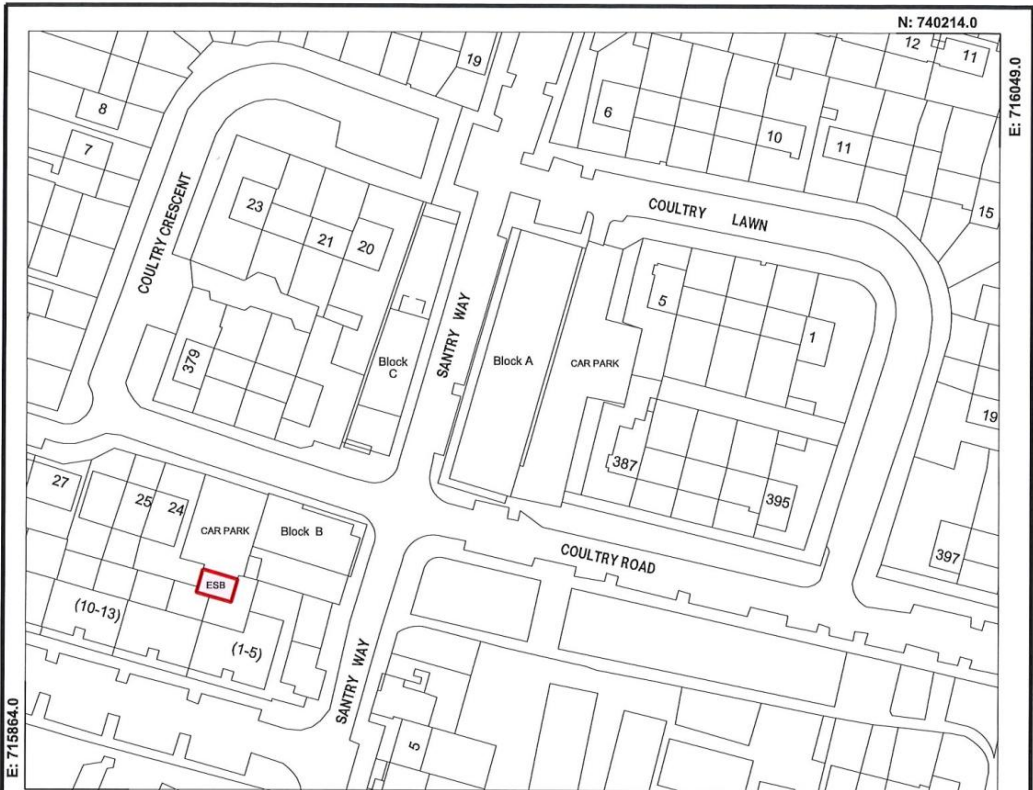 N: 740214.0
E: 716049.0
19
12
11
8
6
10
7
11
COULTRY CRESCENT
23
COULTRY LAWN
15
21
20
5
SANTRY WAY
1
Block C
Block A
CAR PARK
379
19
387
27
25
24
395
CAR PARK
Block B
COULTRY ROAD
397
ESB
(10-13)
(1-5)
SANTRY WAY
E: 715864.0
5